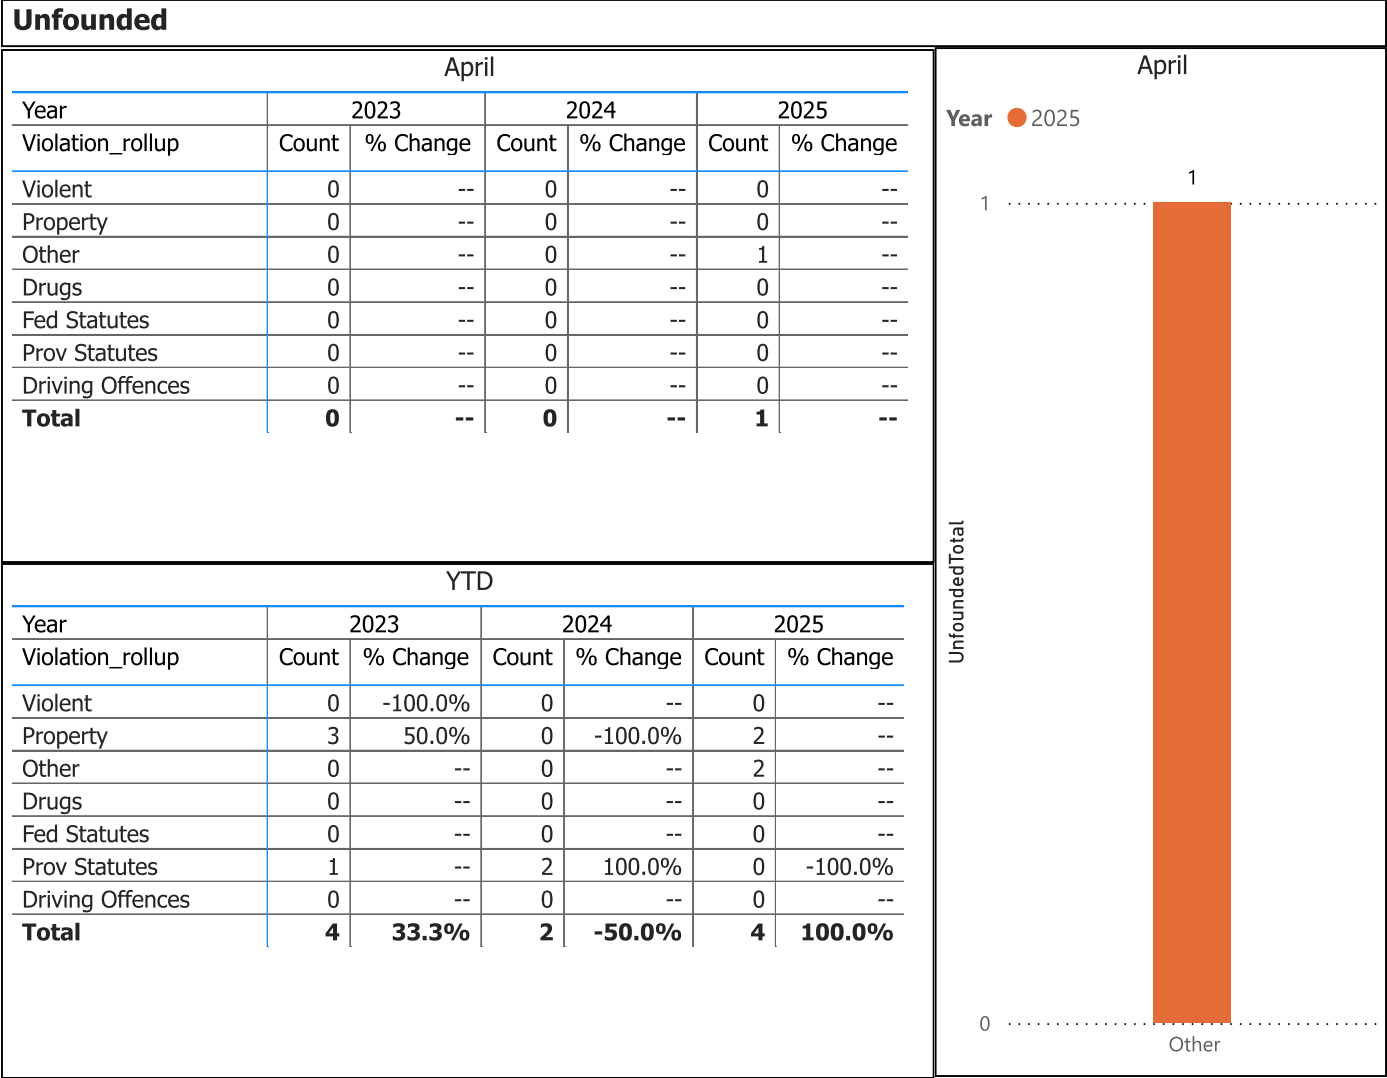 Unfounded
April
Year 2023 2024 2025
Violation_rollup Count % Change Count % Change Count % Change
Violent 0 -- 0 -- 0 --
Property 0 -- 0 -- 0 --
Other 0 -- 0 -- 1 --
Drugs 0 -- 0 -- 0 --
Fed Statutes 0 -- 0 -- 0 --
Prov Statutes 0 -- 0 -- 0 --
Driving Offences 0 -- 0 -- 0 --
Total 0 -- 0 -- 1 --
YTD
Year 2023 2024 2025
Violation_rollup Count % Change Count % Change Count % Change
Violent 0 -100.0% 0 -- 0 --
Property 3 50.0% 0 -100.0% 2 --
Other 0 -- 0 -- 2 --
Drugs 0 -- 0 -- 0 --
Fed Statutes 0 -- 0 -- 0 --
Prov Statutes 1 -- 2 100.0% 0 -100.0%
Driving Offences 0 -- 0 -- 0 --
Total 4 33.3% 2 -50.0% 4 100.0%
April
Year 2025
1
1
UnfoundedTotal
0
Other